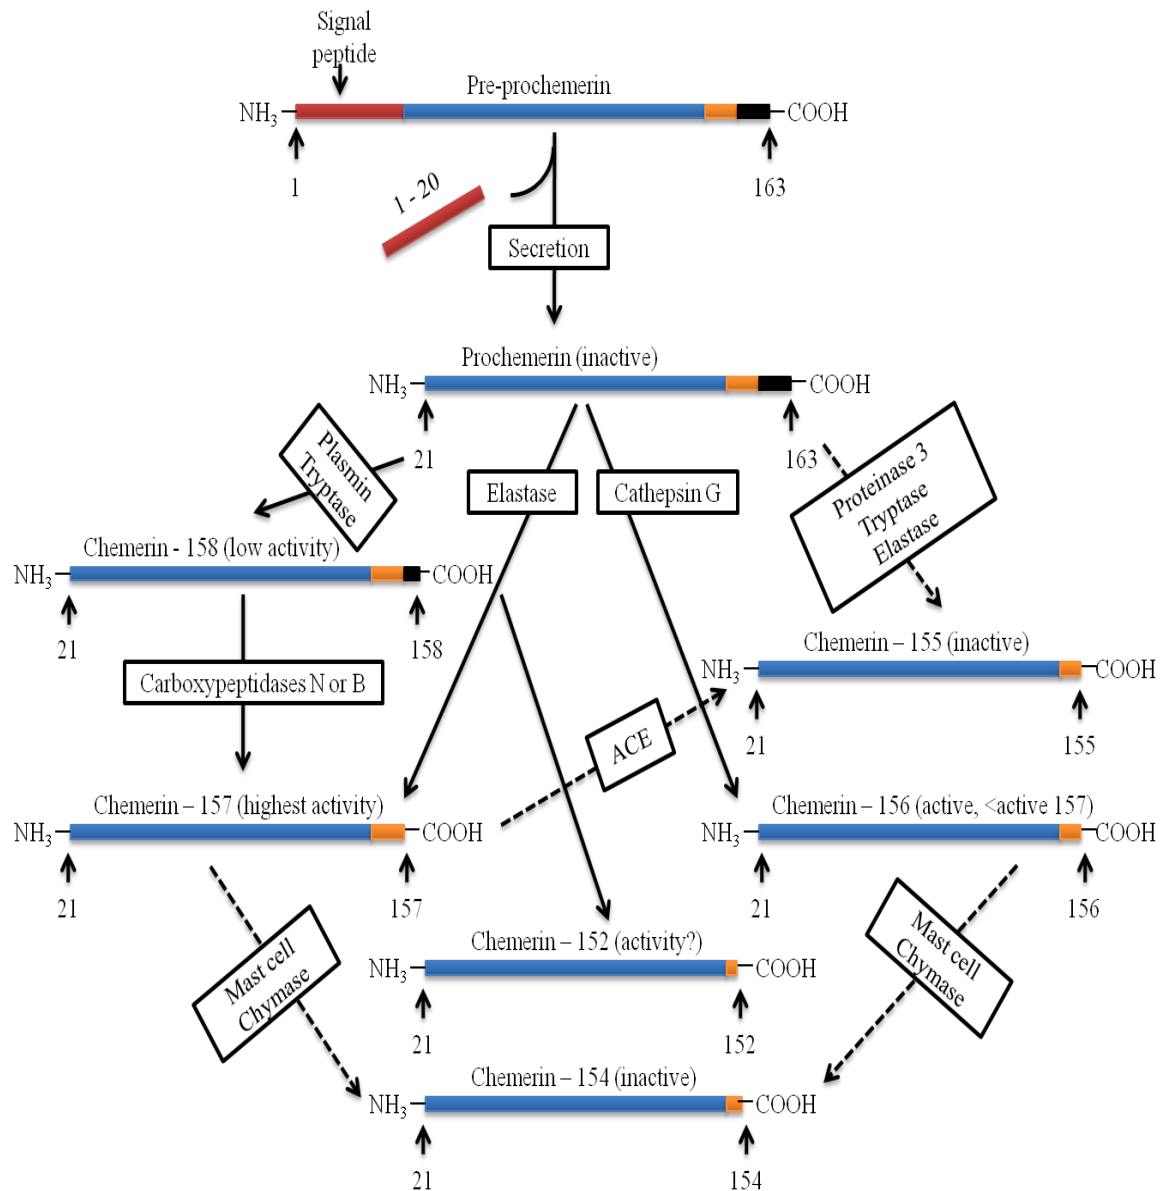 Signal
peptide
Pre-prochemerin
NH3
COOH
1
163
1 - 20
Secretion
Prochemerin (inactive)
NH3
COOH
21
163
Plasmin
Tryptase
Elastase
Cathepsin G
Proteinase 3
Tryptase
Elastase
Chemerin - 158 (low activity)
NH3
COOH
21
158
Carboxypeptidases N or B
Chemerin – 155 (inactive)
NH3
COOH
21
155
ACE
Chemerin – 157 (highest activity)
NH3
COOH
21
157
Chemerin – 156 (active, <active 157)
NH3
COOH
21
156
Mast cell
Chymase
Mast cell
Chymase
Chemerin – 152 (activity?)
NH3
COOH
21
152
Chemerin – 154 (inactive)
NH3
COOH
21
154